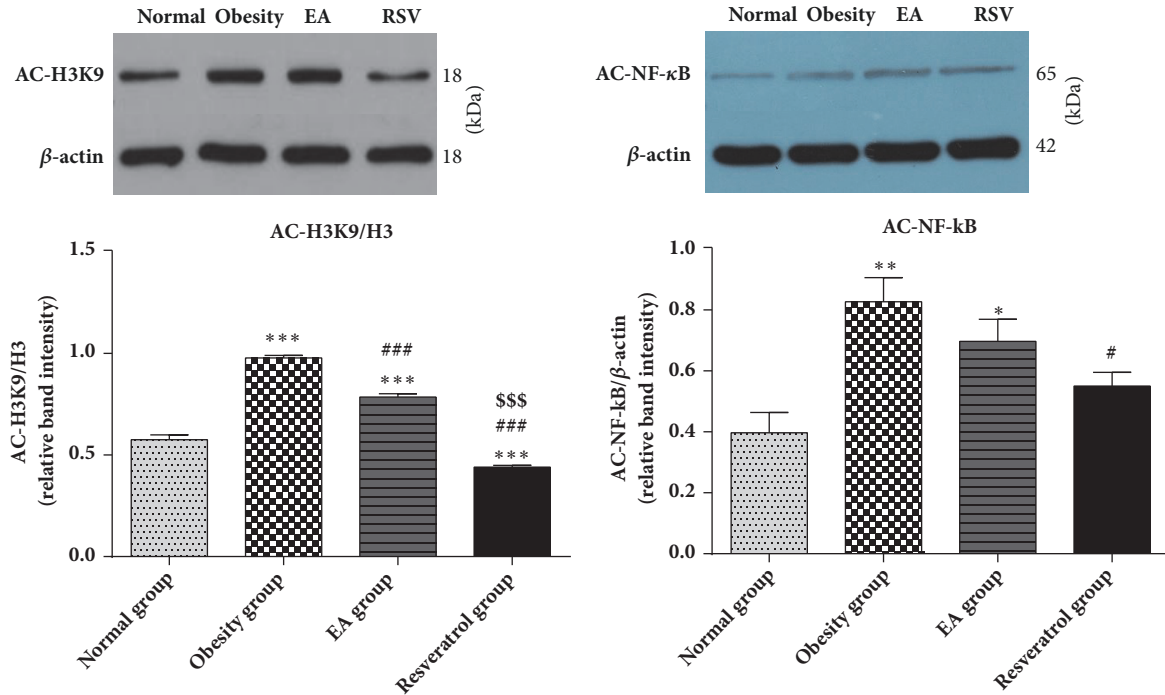 Normal Obesity EA RSV
AC-H3K9
18
β-actin
18
(kDa)
AC-H3K9/H3
AC-H3K9/H3
(relative band intensity)
1.5
1.0
0.5
0.0
***
###
***
$$$
###
***
Normal group
Obesity group
EA group
Resveratrol group
Normal Obesity EA RSV
AC-NF-κB
65
β-actin
42
(kDa)
AC-NF-kB
AC-NF-kB/β-actin
(relative band intensity)
1.0
0.8
0.6
0.4
0.2
0.0
**
*
#
Normal group
Obesity group
EA group
Resveratrol group